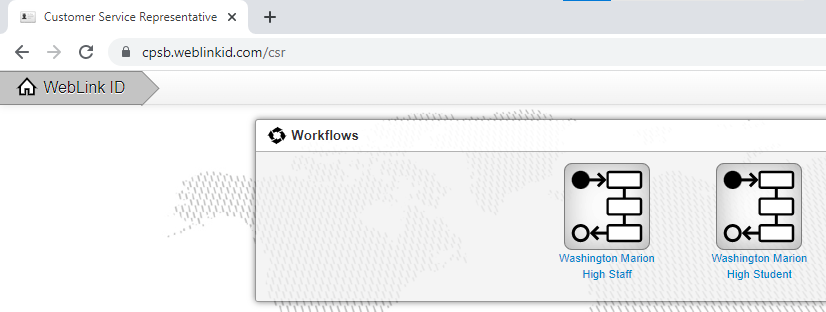 Customer Service Representative
cpsb.weblinkid.com/csr
WebLink ID
Workflows
Washington Marion
High Staff
Washington Marion
High Student